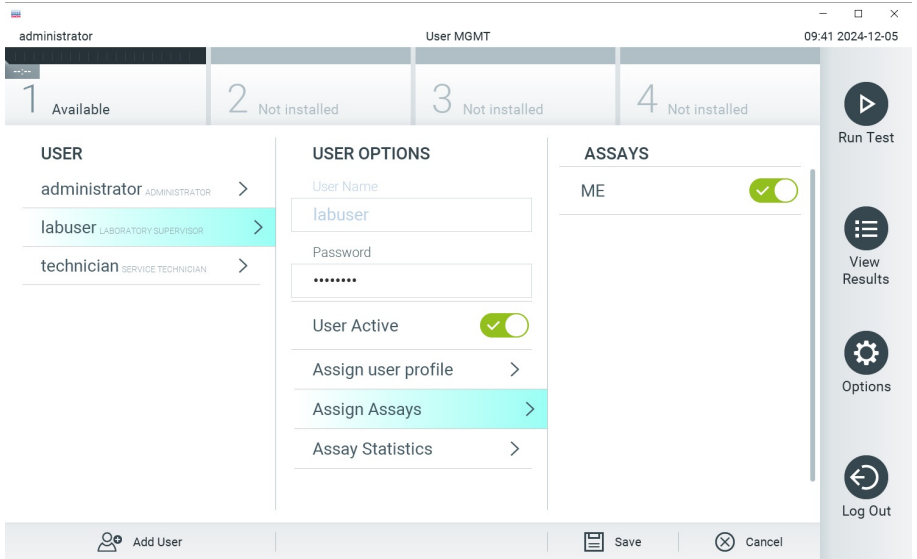 administrator User MGMT 09:41 2024-12-05
--:--
1 Available 2 Not installed 3 Not installed 4 Not installed
Run Test
USER
administrator ADMINISTRATOR
labuser LABORATORY SUPERVISOR
technician SERVICE TECHNICIAN
USER OPTIONS
User Name
labuser
Password
••••••••
User Active
Assign user profile
Assign Assays
Assay Statistics
ASSAYS
ME
View
Results
Options
Log Out
Add User Save Cancel